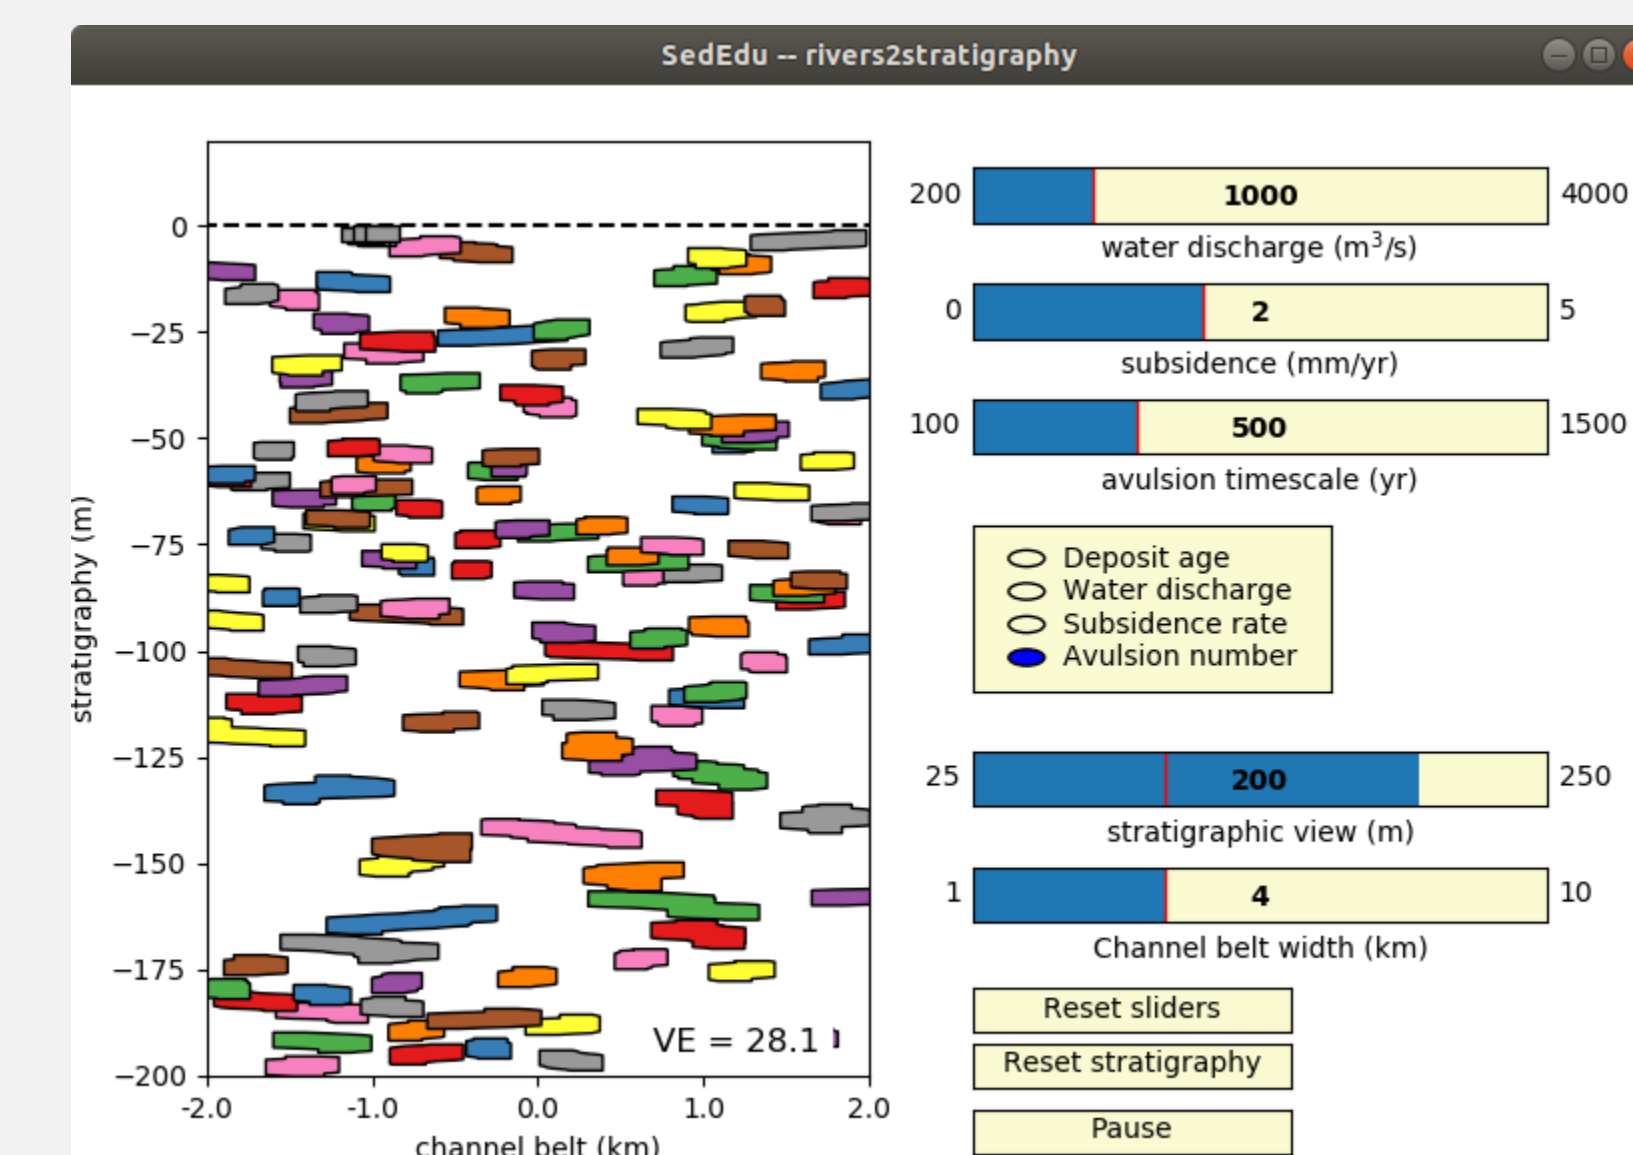 SedEdu -- rivers2stratigraphy
0
−25
−50
−75
−100
−125
−150
−175
−200
stratigraphy (m)
-2.0 -1.0 0.0 1.0 2.0
channel belt (km)
VE = 28.1
200 1000 4000
water discharge (m³/s)
0 2 5
subsidence (mm/yr)
100 500 1500
avulsion timescale (yr)
Deposit age
Water discharge
Subsidence rate
Avulsion number
25 200 250
stratigraphic view (m)
1 4 10
Channel belt width (km)
Reset sliders
Reset stratigraphy
Pause